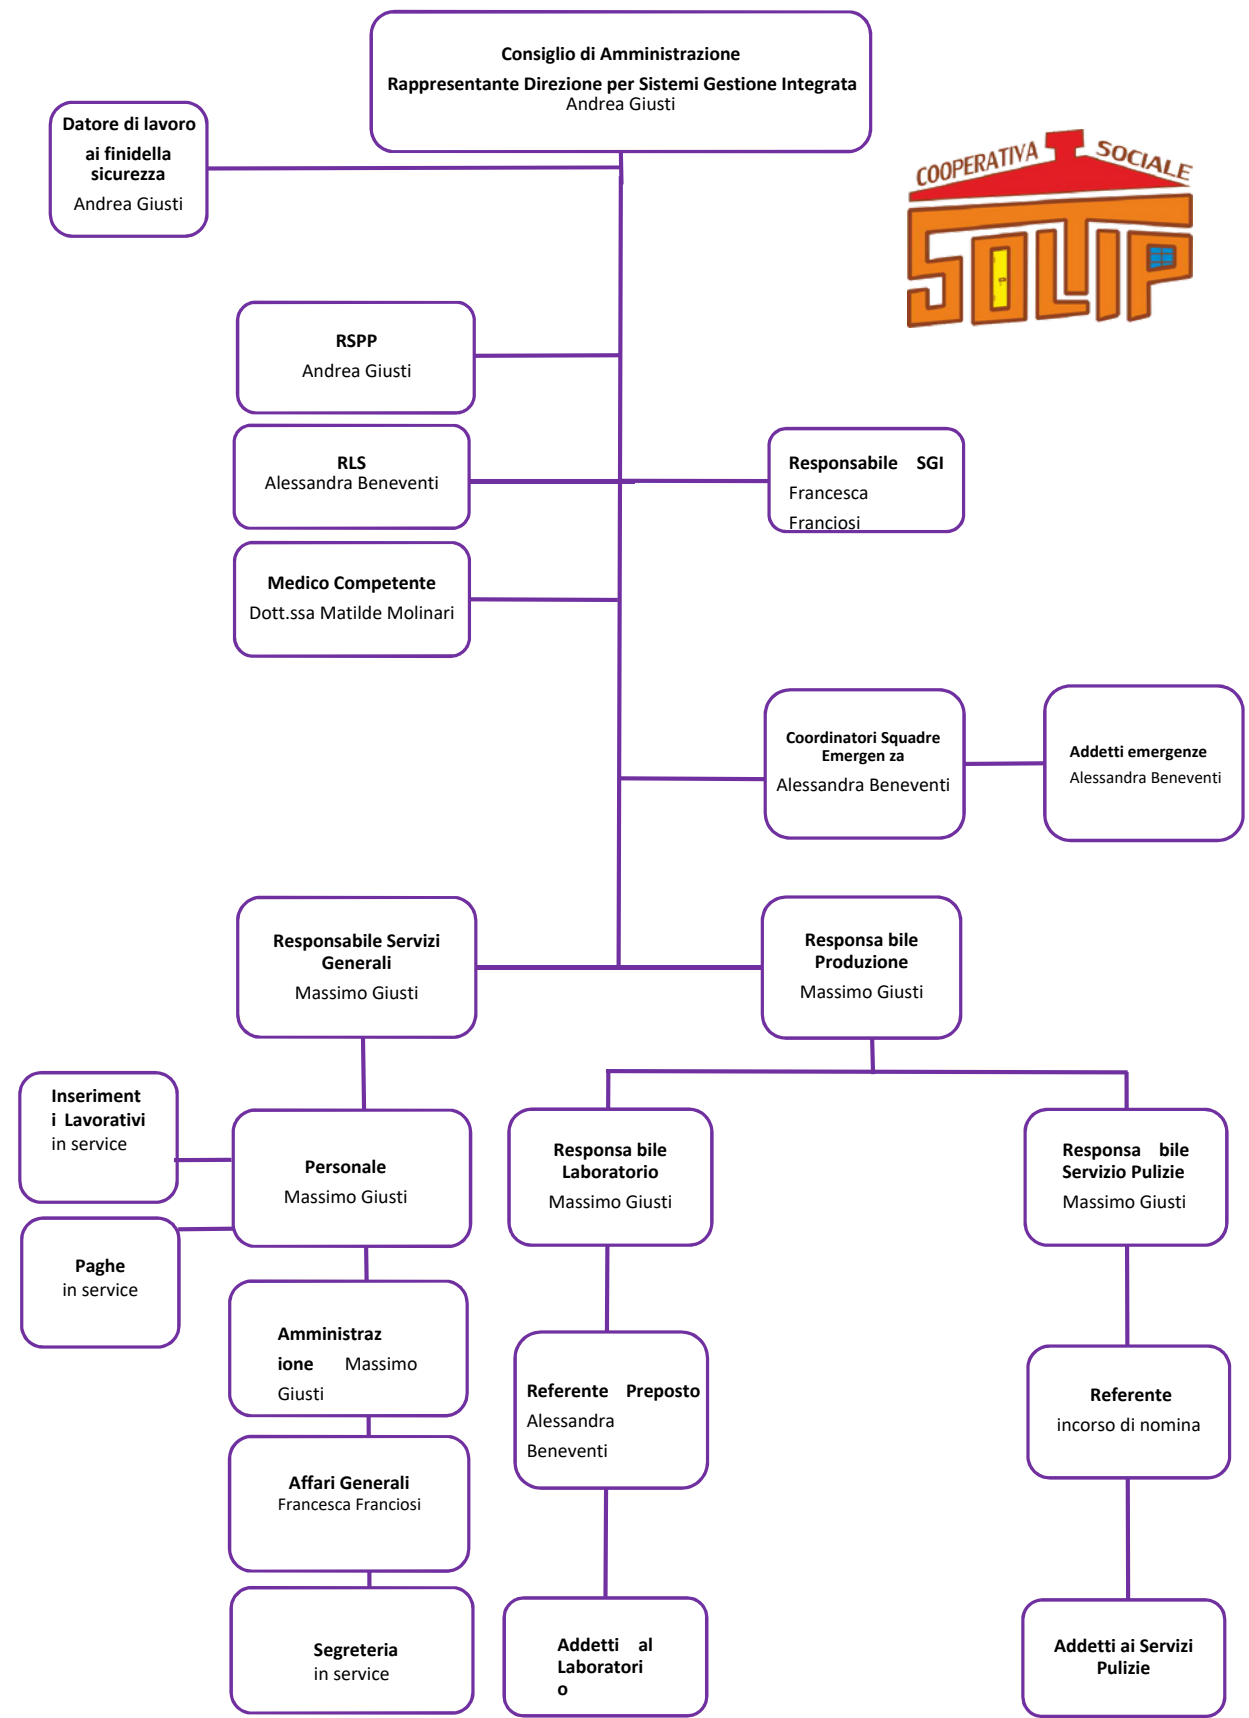 Consiglio di Amministrazione
Rappresentante Direzione per Sistemi Gestione Integrata
Andrea Giusti
Datore di lavoro
ai finidella
sicurezza
Andrea Giusti
COOPERATIVA SOCIALE
SOLTIP
RSPP
Andrea Giusti
RLS
Alessandra Beneventi
Responsabile SGI
Francesca
Franciosi
Medico Competente
Dott.ssa Matilde Molinari
Coordinatori Squadre
Emergen za
Alessandra Beneventi
Addetti emergenze
Alessandra Beneventi
Responsabile Servizi
Generali
Massimo Giusti
Responsa bile
Produzione
Massimo Giusti
Inseriment
i Lavorativi
in service
Personale
Massimo Giusti
Responsa bile
Laboratorio
Massimo Giusti
Responsa bile
Servizio Pulizie
Massimo Giusti
Paghe
in service
Amministraz
ione Massimo
Giusti
Referente Preposto
Alessandra
Beneventi
Referente
incorso di nomina
Affari Generali
Francesca Franciosi
Segreteria
in service
Addetti al
Laboratori
o
Addetti ai Servizi
Pulizie